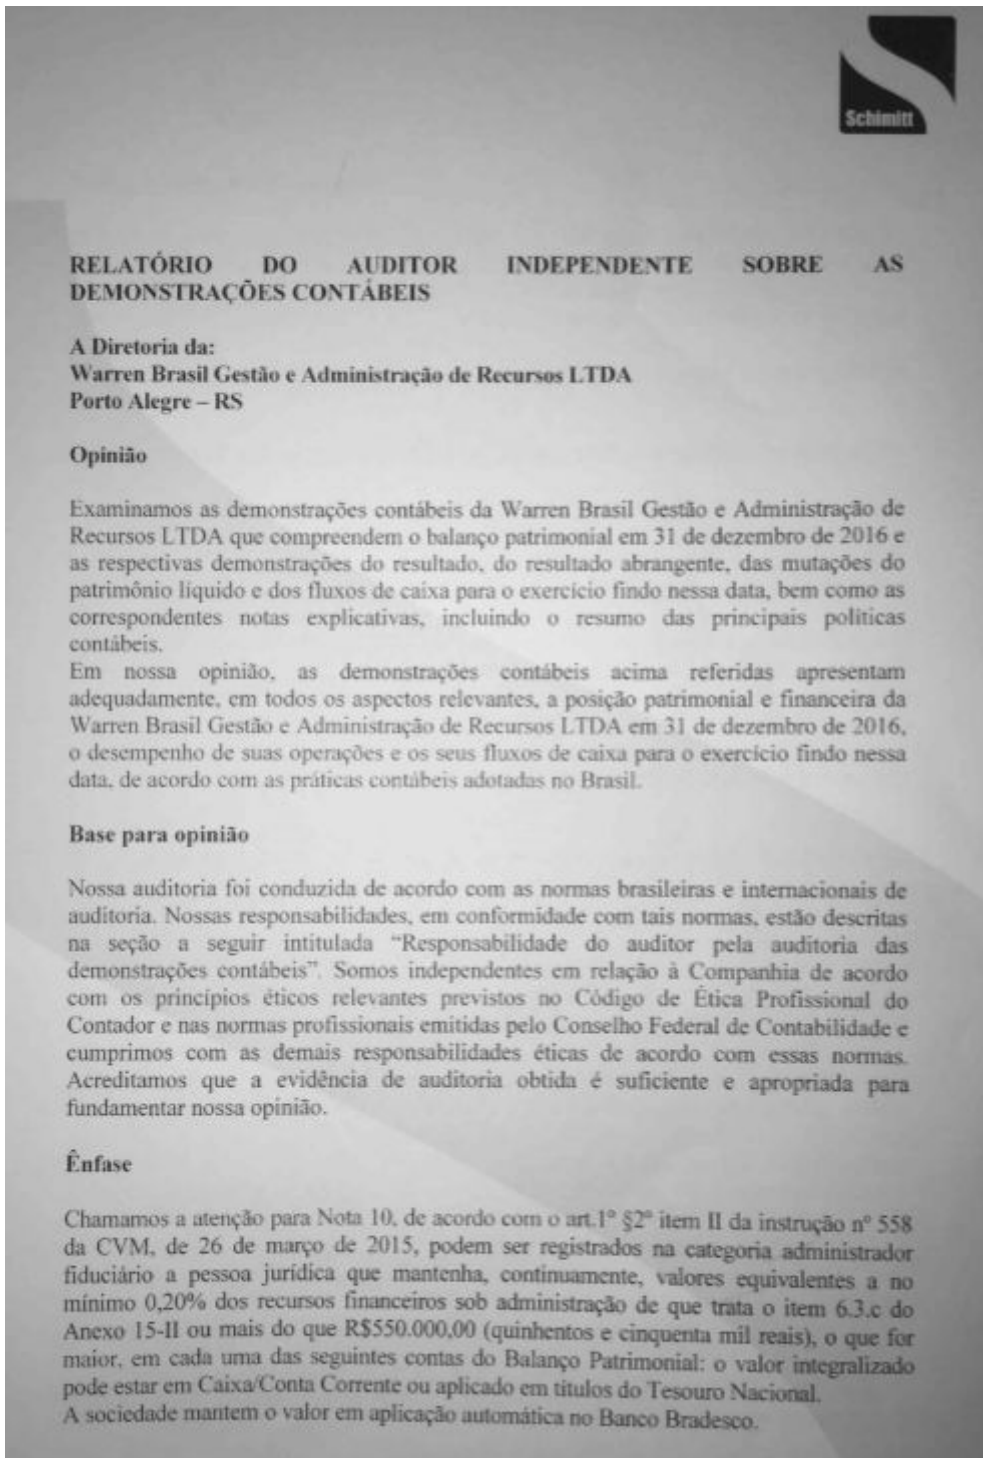 Schimitt
RELATÓRIO DO AUDITOR INDEPENDENTE SOBRE AS
DEMONSTRAÇÕES CONTÁBEIS
A Diretoria da:
Warren Brasil Gestão e Administração de Recursos LTDA
Porto Alegre – RS
Opinião
Examinamos as demonstrações contábeis da Warren Brasil Gestão e Administração de
Recursos LTDA que compreendem o balanço patrimonial em 31 de dezembro de 2016 e
as respectivas demonstrações do resultado, do resultado abrangente, das mutações do
patrimônio líquido e dos fluxos de caixa para o exercício findo nessa data, bem como as
correspondentes notas explicativas, incluindo o resumo das principais políticas
contábeis.
Em nossa opinião, as demonstrações contábeis acima referidas apresentam
adequadamente, em todos os aspectos relevantes, a posição patrimonial e financeira da
Warren Brasil Gestão e Administração de Recursos LTDA em 31 de dezembro de 2016,
o desempenho de suas operações e os seus fluxos de caixa para o exercício findo nessa
data, de acordo com as práticas contábeis adotadas no Brasil.
Base para opinião
Nossa auditoria foi conduzida de acordo com as normas brasileiras e internacionais de
auditoria. Nossas responsabilidades, em conformidade com tais normas, estão descritas
na seção a seguir intitulada “Responsabilidade do auditor pela auditoria das
demonstrações contábeis”. Somos independentes em relação à Companhia de acordo
com os princípios éticos relevantes previstos no Código de Ética Profissional do
Contador e nas normas profissionais emitidas pelo Conselho Federal de Contabilidade e
cumprimos com as demais responsabilidades éticas de acordo com essas normas.
Acreditamos que a evidência de auditoria obtida é suficiente e apropriada para
fundamentar nossa opinião.
Ênfase
Chamamos a atenção para Nota 10, de acordo com o art.1º §2º item II da instrução nº 558
da CVM, de 26 de março de 2015, podem ser registrados na categoria administrador
fiduciário a pessoa jurídica que mantenha, continuamente, valores equivalentes a no
mínimo 0,20% dos recursos financeiros sob administração de que trata o item 6.3.c do
Anexo 15-II ou mais do que R$550.000,00 (quinhentos e cinquenta mil reais), o que for
maior, em cada uma das seguintes contas do Balanço Patrimonial: o valor integralizado
pode estar em Caixa/Conta Corrente ou aplicado em títulos do Tesouro Nacional.
A sociedade mantem o valor em aplicação automática no Banco Bradesco.